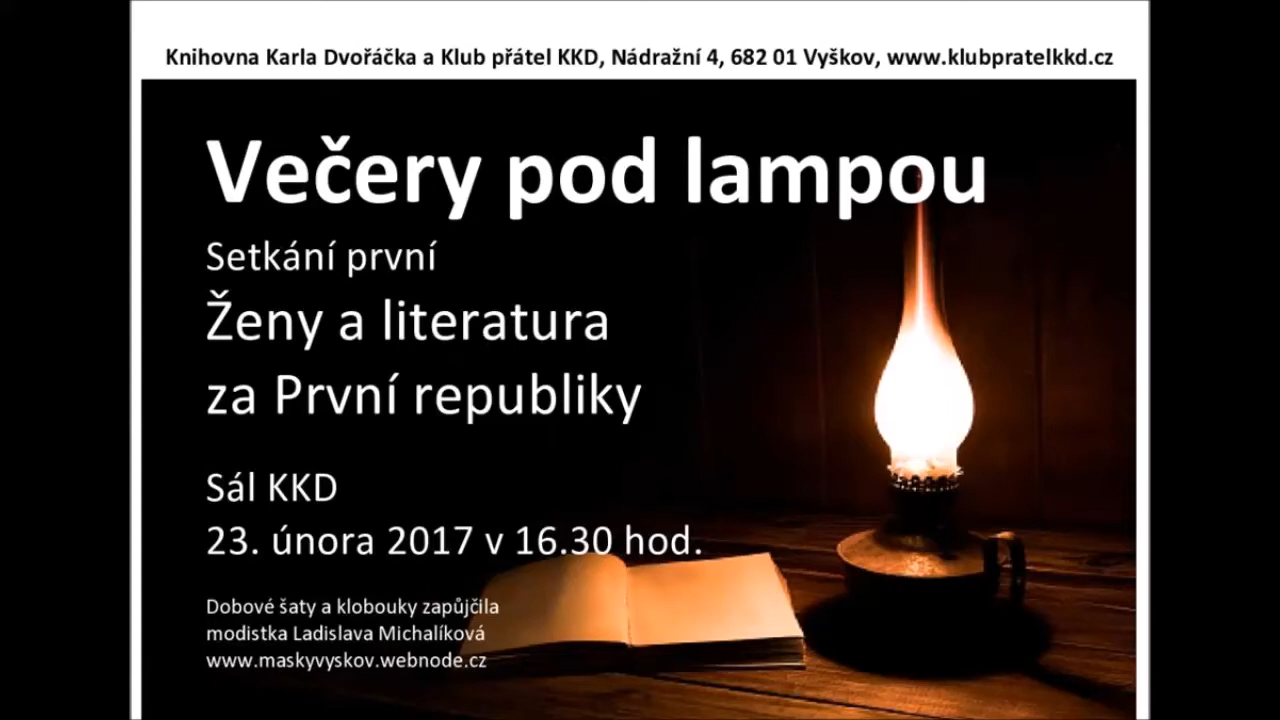 Knihovna Karla Dvořáčka a Klub přátel KKD, Nádražní 4, 682 01 Vyškov, www.klubpratelkkd.cz
Večery pod lampou
Setkání první
Ženy a literatura
za První republiky
Sál KKD
23. února 2017 v 16.30 hod.
Dobové šaty a klobouky zapůjčila
modistka Ladislava Michalíková
www.maskyvyskov.webnode.cz